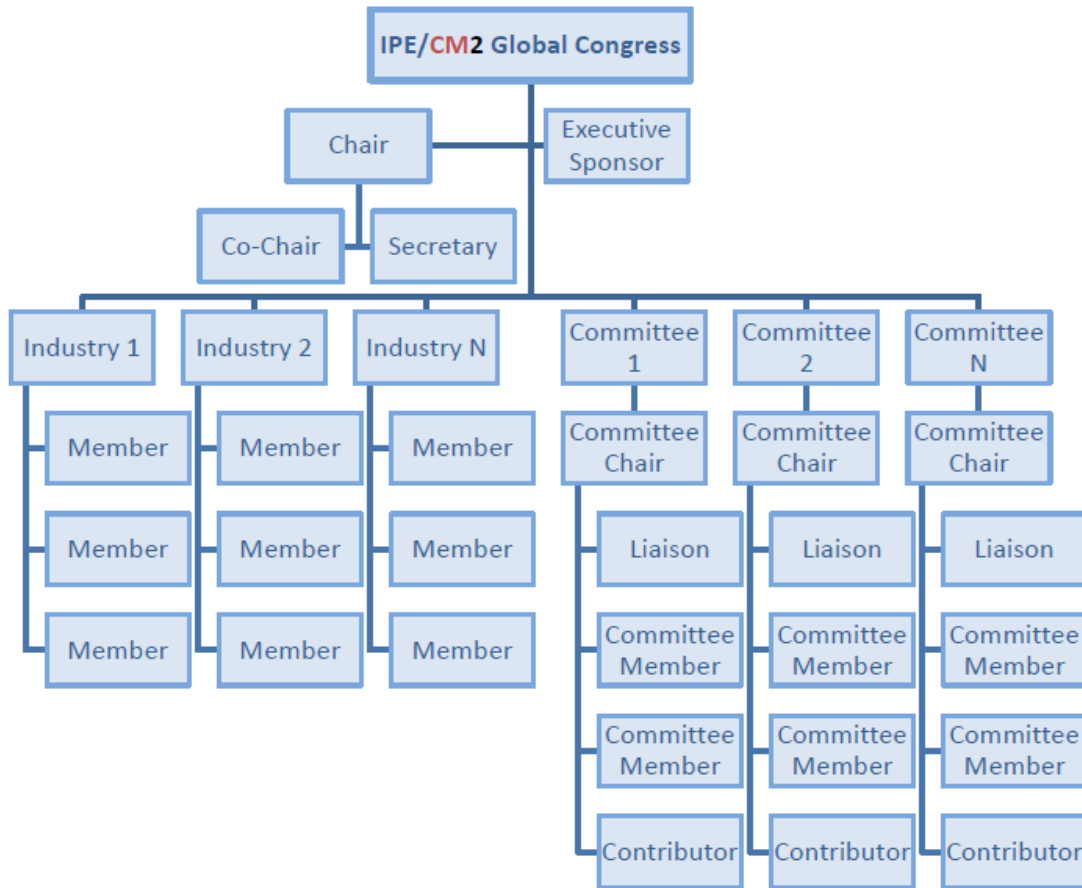 IPE/CM2 Global Congress
Chair
Executive
Sponsor
Co-Chair
Secretary
Industry 1
Industry 2
Industry N
Committee
1
Committee
2
Committee
N
Member
Member
Member
Committee
Chair
Committee
Chair
Committee
Chair
Member
Member
Member
Liaison
Liaison
Liaison
Member
Member
Member
Committee
Member
Committee
Member
Committee
Member
Committee
Member
Committee
Member
Committee
Member
Contributor
Contributor
Contributor